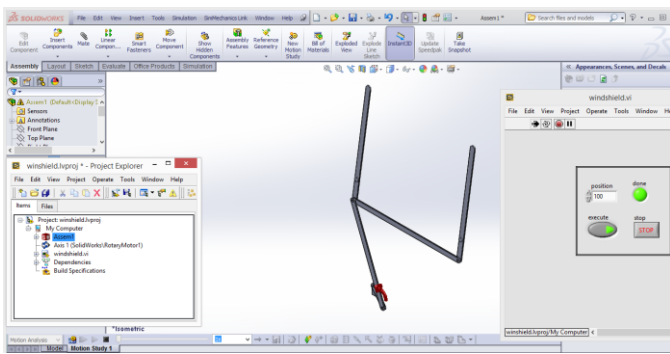 SOLIDWORKS File Edit View Insert Tools Simulation SimMechanics Link Window Help Assem1 * Search files and models
Edit Component Insert Components Mate Linear Compon... Smart Fasteners Move Component Show Hidden Components Assembly Features Reference Geometry New Motion Study Bill of Materials Exploded View Explode Line Sketch Instant3D Update Speedpak Take Snapshot
Assembly Layout Sketch Evaluate Office Products Simulation
Appearances, Scenes, and Decals
Assem1 (Default<Display
Sensors
Annotations
Front Plane
Top Plane
winshield.lvproj * - Project Explorer
File Edit View Project Operate Tools Window Help
Items Files
Project: winshield.lvproj
My Computer
Assem1
Axis 1 (SolidWorks\RotaryMotor1)
windshield.vi
Dependencies
Build Specifications
*Isometric
Motion Analysis
Model Motion Study 1
windshield.vi
File Edit View Project Operate Tools Window He
position done
100
execute stop
STOP
winshield.lvproj/My Computer